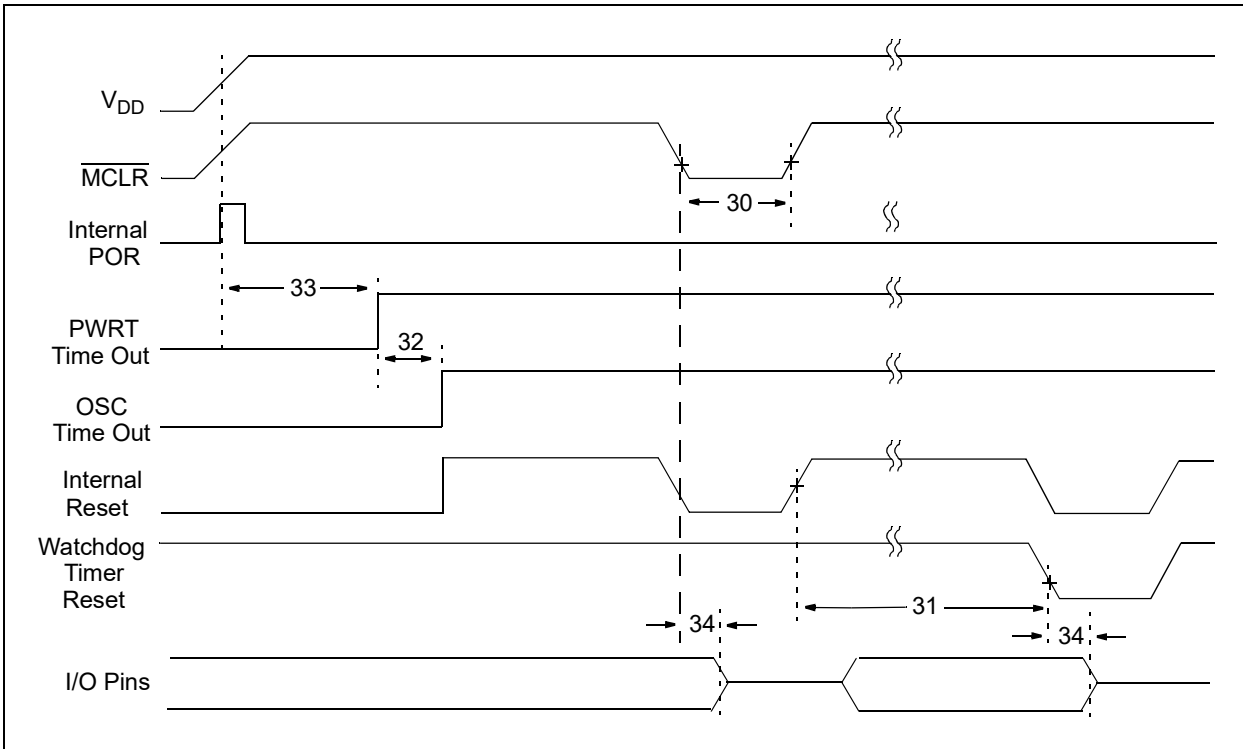 VDD
MCLR
30
Internal
POR
33
PWRT
Time Out
32
OSC
Time Out
Internal
Reset
Watchdog
Timer
Reset
31
34
34
I/O Pins